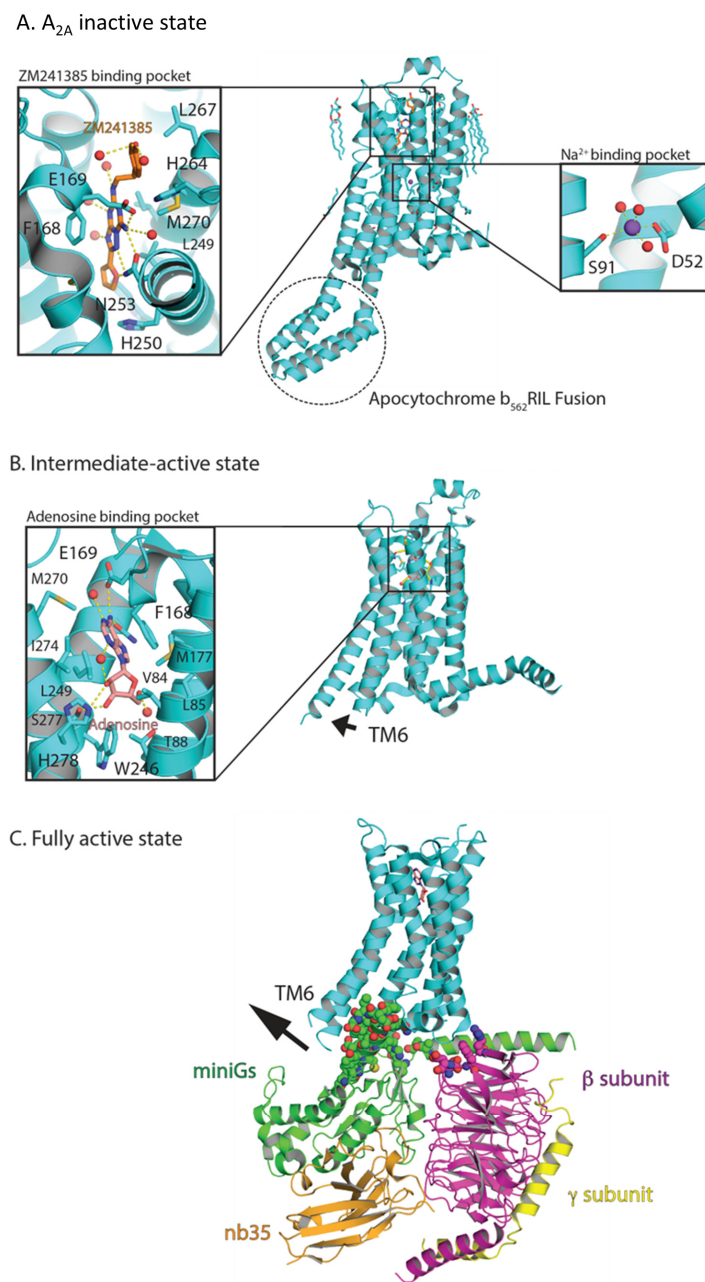 A. A2A inactive state
ZM241385 binding pocket
L267
ZM241385
H264
E169
M270
F168
L249
N253
H250
Na2+ binding pocket
S91
D52
Apocytochrome b562RIL Fusion
B. Intermediate-active state
Adenosine binding pocket
E169
M270
F168
I274
M177
V84
L249
L85
S277
Adenosine
T88
H278
W246
TM6
C. Fully active state
TM6
miniGs
β subunit
γ subunit
nb35